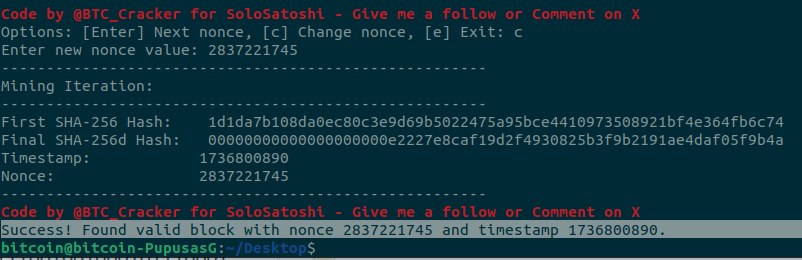 Code by @BTC_Cracker for SoloSatoshi - Give me a follow or Comment on X
Options: [Enter] Next nonce, [c] Change nonce, [e] Exit: c
Enter new nonce value: 2837221745
------------------------------------------------------
Mining Iteration:
------------------------------------------------------
First SHA-256 Hash:    1d1da7b108da0ec80c3e9d69b5022475a95bce4410973508921bf4e364fb6c74
Final SHA-256d Hash:   00000000000000000000e2227e8caf19d2f4930825b3f9b2191ae4daf05f9b4a
Timestamp:            1736800890
Nonce:                2837221745
------------------------------------------------------
Code by @BTC_Cracker for SoloSatoshi - Give me a follow or Comment on X
Success! Found valid block with nonce 2837221745 and timestamp 1736800890.
bitcoin@bitcoin-PupusasG:~/Desktop$